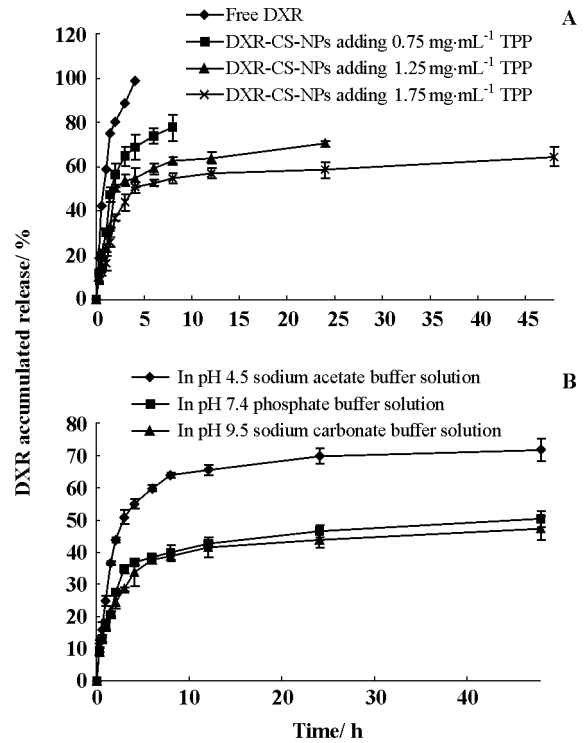 A
Free DXR
DXR-CS-NPs adding 0.75 mg·mL⁻¹ TPP
DXR-CS-NPs adding 1.25 mg·mL⁻¹ TPP
DXR-CS-NPs adding 1.75 mg·mL⁻¹ TPP
120
100
80
60
40
20
0
0 5 10 15 20 25 30 35 40 45
DXR accumulated release/ %
B
In pH 4.5 sodium acetate buffer solution
In pH 7.4 phosphate buffer solution
In pH 9.5 sodium carbonate buffer solution
80
70
60
50
40
30
20
10
0
0 10 20 30 40
Time/ h